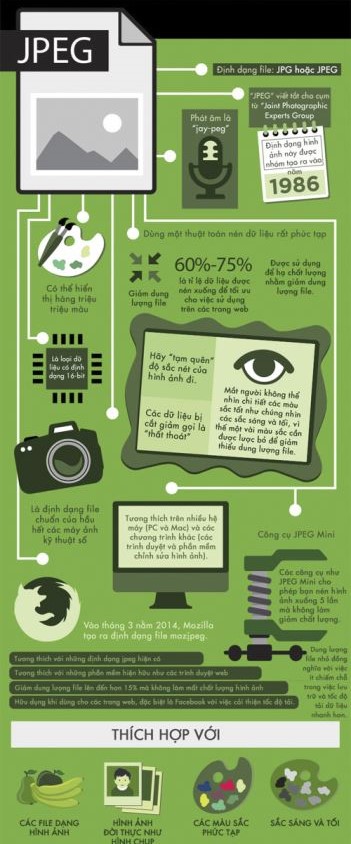 JPEG
Định dạng file: JPG hoặc JPEG
"JPEG" viết tắt cho cụm
từ "Joint Photographic
Experts Group
Phát âm là
"jay-peg"
Định dạng hình
ảnh này được
nhóm tạo ra vào
năm
1986
Dùng một thuật toán nén dữ liệu rất phức tạp
Có thể hiển
thị hàng triệu
triệu màu
Giảm dung
lượng file
60%-75%
là tỉ lệ dữ liệu được
nén xuống để tối ưu
cho việc sử dụng
trên các trang web
Được sử dụng
để hạ chất lượng
nhằm giảm dung
lượng file.
Là loại dữ
liệu có định
dạng 16-bit
Hãy "tạm quên"
độ sắc nét của
hình ảnh đi.
Các dữ liệu bị
cắt giảm gọi là
"thất thoát"
Mắt người không thể
nhìn chi tiết các màu
sắc tốt như chúng nhìn
các sắc sáng và tối, vì
thế một vài màu sắc cần
được lược bỏ để giảm
thiểu dung lượng file.
Là định dạng file
chuẩn của hầu
hết các máy ảnh
kỹ thuật số
Tương thích trên nhiều hệ
máy (PC và Mac) và các
chương trình khác (các
trình duyệt và phần mềm
chỉnh sửa hình ảnh).
Công cụ JPEG Mini
Các công cụ như
JPEG Mini cho
phép bạn nén hình
ảnh xuống 5 lần
mà không làm
giảm chất lượng.
Vào tháng 3 năm 2014, Mozilla
tạo ra định dạng file mozjpeg.
Dung lượng
file nhỏ đồng
nghĩa với việc
ít chiếm chỗ
trong việc lưu
trữ và tốc độ
tải dữ liệu
nhanh hơn.
Tương thích với những định dạng jpeg hiện có
Tương thích với những phần mềm hiện hữu như các trình duyệt web
Giảm dung lượng file lên đến hơn 15% mà không làm mất chất lượng hình ảnh
Hữu dụng khi dùng cho các trang web, đặc biệt là Facebook với việc cải thiện tốc độ tải.
THÍCH HỢP VỚI
CÁC FILE DẠNG
HÌNH ẢNH
HÌNH ẢNH
ĐỜI THỰC NHƯ
HÌNH CHỤP
CÁC MÀU SẮC
PHỨC TẠP
SẮC SÁNG VÀ TỐI